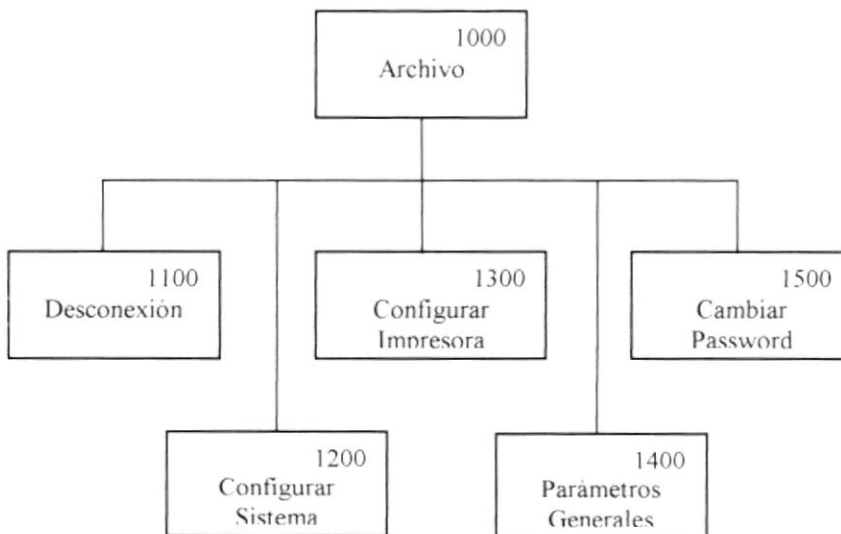 1000
Archivo
1100
Desconexión
1300
Configurar
Impresora
1500
Cambiar
Password
1200
Configurar
Sistema
1400
Parámetros
Generales